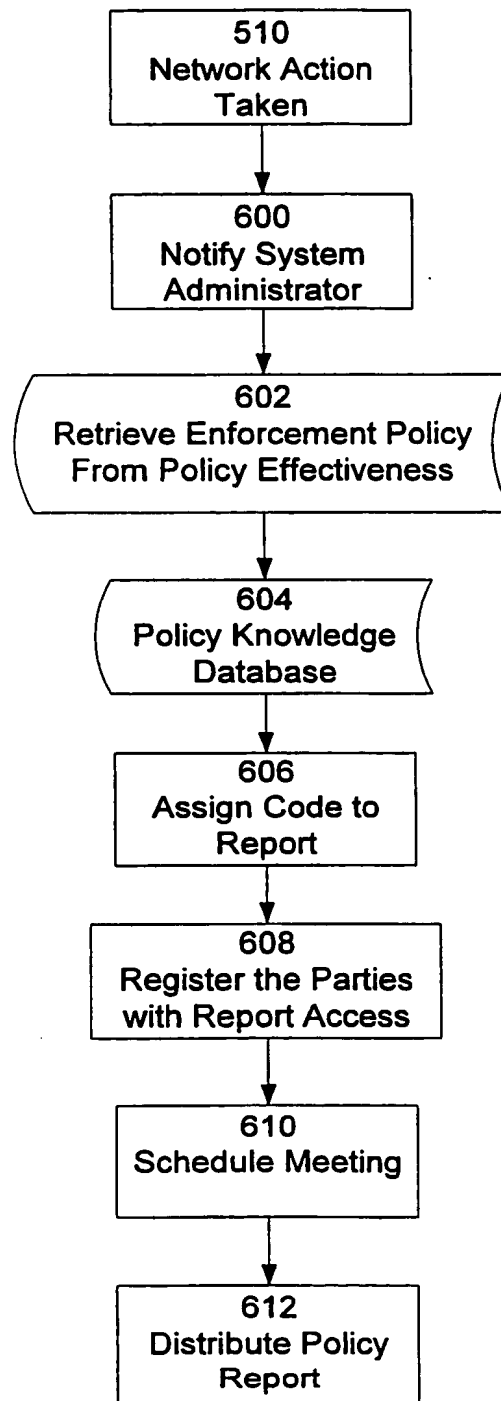 510
Network Action
Taken
600
Notify System
Administrator
602
Retrieve Enforcement Policy
From Policy Effectiveness
604
Policy Knowledge
Database
606
Assign Code to
Report
608
Register the Parties
with Report Access
610
Schedule Meeting
612
Distribute Policy
Report